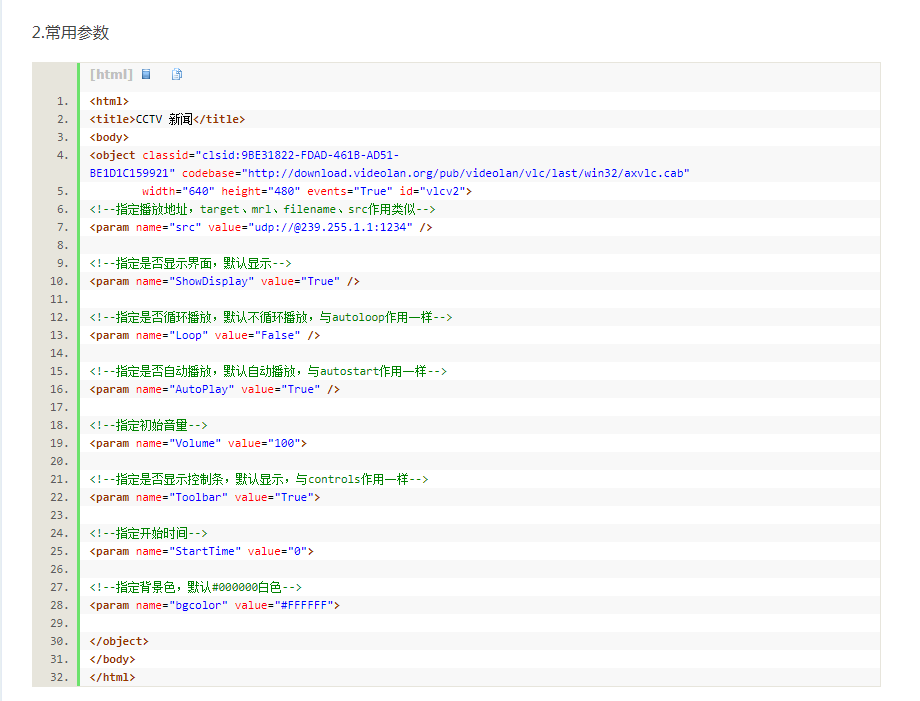 2.常用参数
[html]
1. <html>
2. <title>CCTV 新闻</title>
3. <body>
4. <object classid="clsid:9BE31822-FDAD-461B-AD51-
BE1D1C159921" codebase="http://download.videolan.org/pub/videolan/vlc/last/win32/axvlc.cab"
5. width="640" height="480" events="True" id="vlcv2">
6. <!--指定播放地址，target、mrl、filename、src作用类似-->
7. <param name="src" value="udp://@239.255.1.1:1234" />
8.
9. <!--指定是否显示界面，默认显示-->
10. <param name="ShowDisplay" value="True" />
11.
12. <!--指定是否循环播放，默认不循环播放，与autoloop作用一样-->
13. <param name="Loop" value="False" />
14.
15. <!--指定是否自动播放，默认自动播放，与autostart作用一样-->
16. <param name="AutoPlay" value="True" />
17.
18. <!--指定初始音量-->
19. <param name="Volume" value="100">
20.
21. <!--指定是否显示控制条，默认显示，与controls作用一样-->
22. <param name="Toolbar" value="True">
23.
24. <!--指定开始时间-->
25. <param name="StartTime" value="0">
26.
27. <!--指定背景色，默认#000000白色-->
28. <param name="bgcolor" value="#FFFFFF">
29.
30. </object>
31. </body>
32. </html>